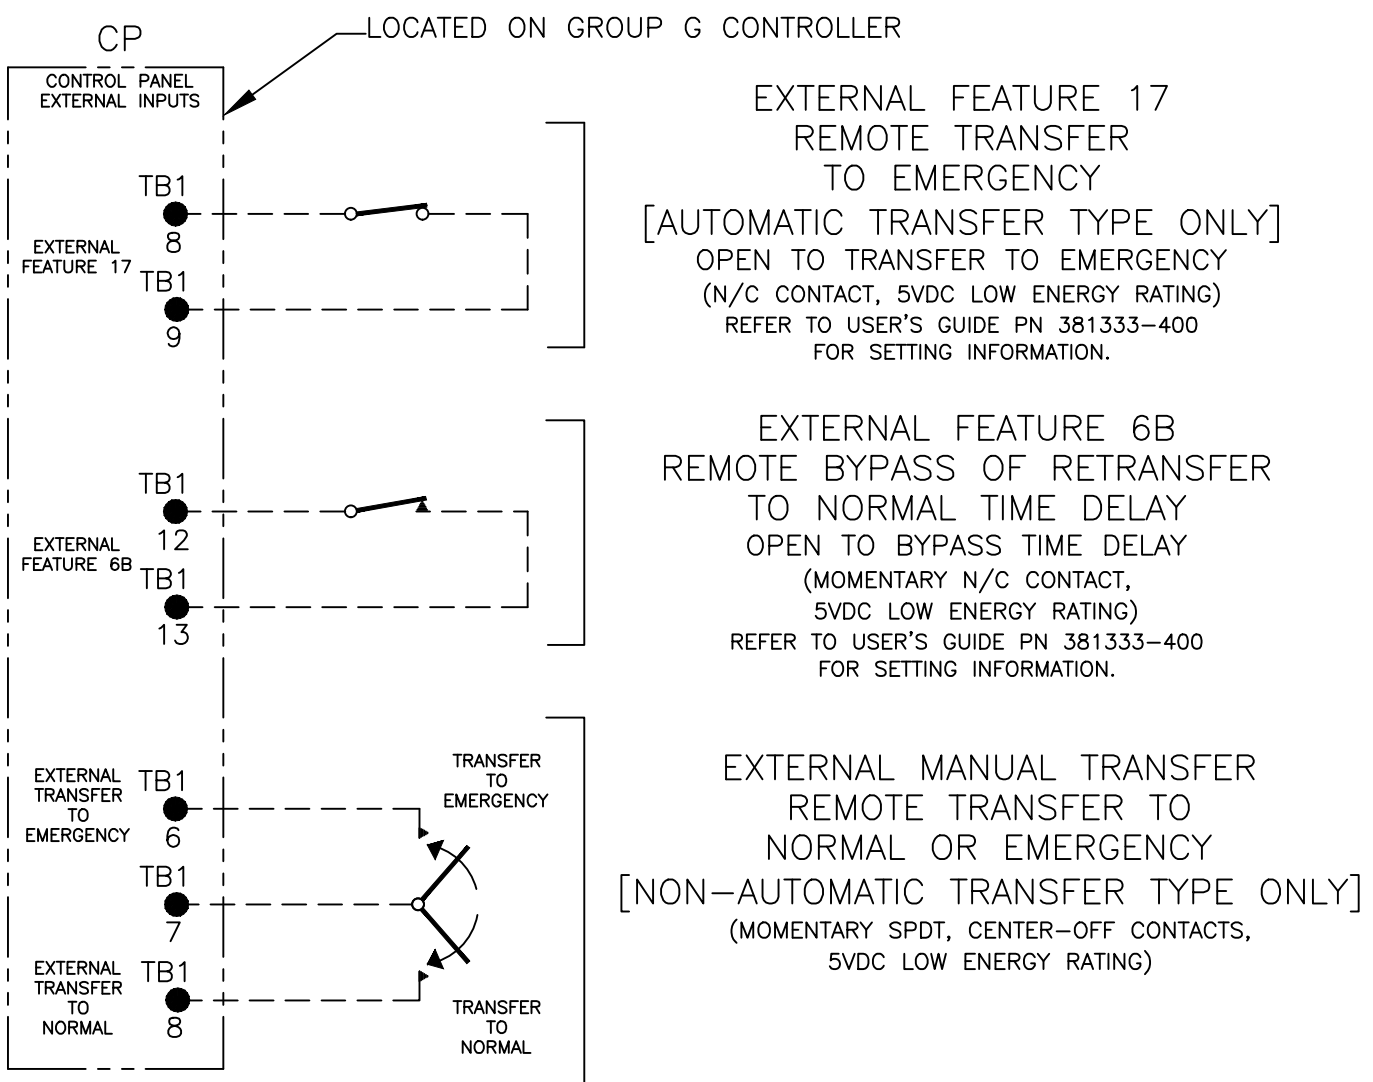 CP
LOCATED ON GROUP G CONTROLLER
CONTROL PANEL
EXTERNAL INPUTS
TB1
8
EXTERNAL
FEATURE 17
TB1
9
EXTERNAL FEATURE 17
REMOTE TRANSFER
TO EMERGENCY
[AUTOMATIC TRANSFER TYPE ONLY]
OPEN TO TRANSFER TO EMERGENCY
(N/C CONTACT, 5VDC LOW ENERGY RATING)
REFER TO USER'S GUIDE PN 381333-400
FOR SETTING INFORMATION.
TB1
12
EXTERNAL
FEATURE 6B
TB1
13
EXTERNAL FEATURE 6B
REMOTE BYPASS OF RETRANSFER
TO NORMAL TIME DELAY
OPEN TO BYPASS TIME DELAY
(MOMENTARY N/C CONTACT,
5VDC LOW ENERGY RATING)
REFER TO USER'S GUIDE PN 381333-400
FOR SETTING INFORMATION.
EXTERNAL
TRANSFER
TO
EMERGENCY
TB1
6
TB1
7
EXTERNAL
TRANSFER
TO
NORMAL
TB1
8
TRANSFER
TO
EMERGENCY
TRANSFER
TO
NORMAL
EXTERNAL MANUAL TRANSFER
REMOTE TRANSFER TO
NORMAL OR EMERGENCY
[NON-AUTOMATIC TRANSFER TYPE ONLY]
(MOMENTARY SPDT, CENTER-OFF CONTACTS,
5VDC LOW ENERGY RATING)